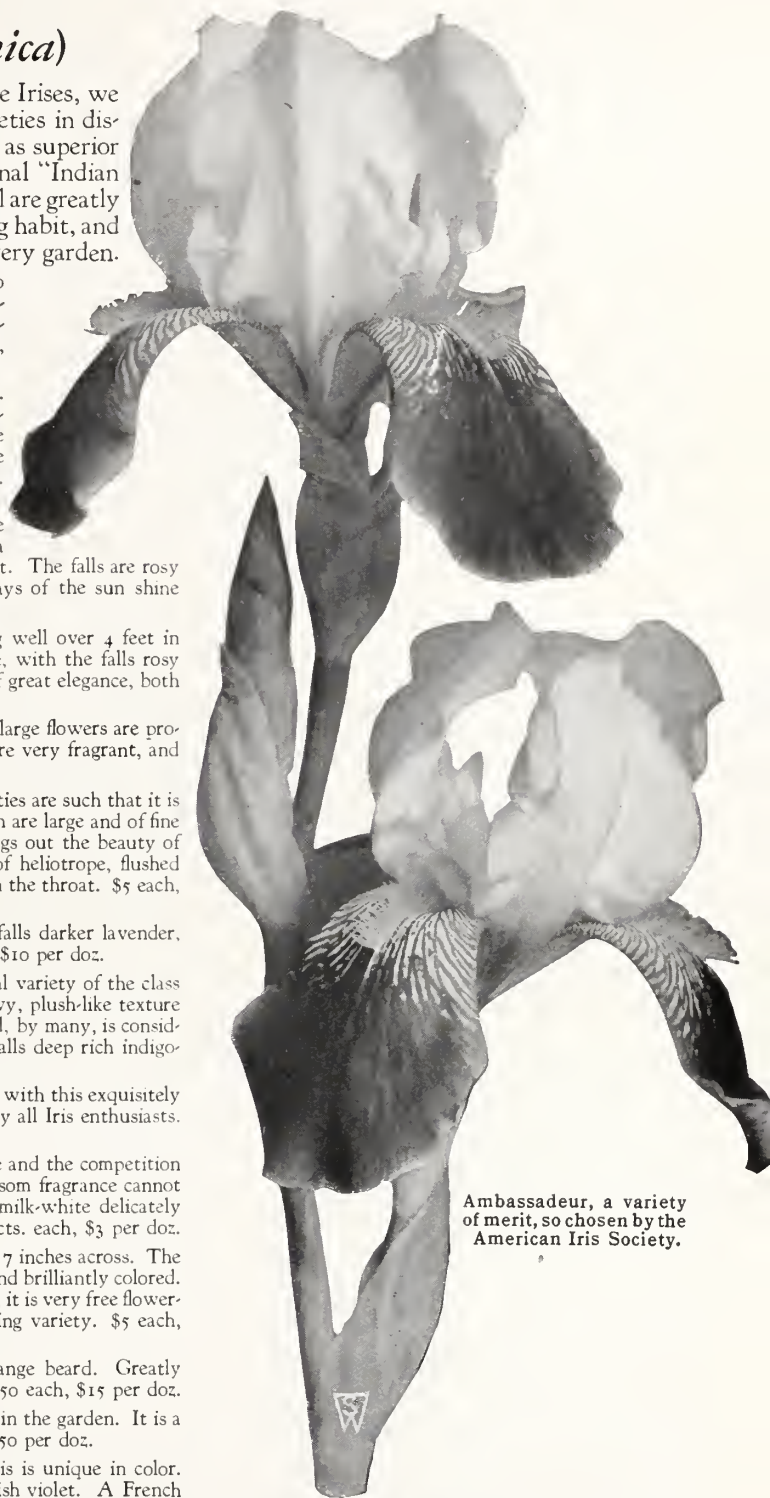 ica)
e Irises, we
eties in dis-
as superior
nal "Indian
l are greatly
g habit, and
ery garden.
t. The falls are rosy
ays of the sun shine
g well over 4 feet in
, with the falls rosy
f great elegance, both
large flowers are pro-
re very fragrant, and
ties are such that it is
h are large and of fine
gs out the beauty of
of heliotrope, flushed
n the throat. $5 each,
falls darker lavender,
$10 per doz.
al variety of the class
vy, plush-like texture
d, by many, is consid-
alls deep rich indigo-
with this exquisitely
y all Iris enthusiasts.
e and the competition
som fragrance cannot
milk-white delicately
cts. each, $3 per doz.
7 inches across. The
nd brilliantly colored.
it is very free flower-
ing variety. $5 each,
ange beard. Greatly
50 each, $15 per doz.
in the garden. It is a
50 per doz.
is is unique in color.
ish violet. A French
Ambassadeur, a variety
of merit, so chosen by the
American Iris Society.